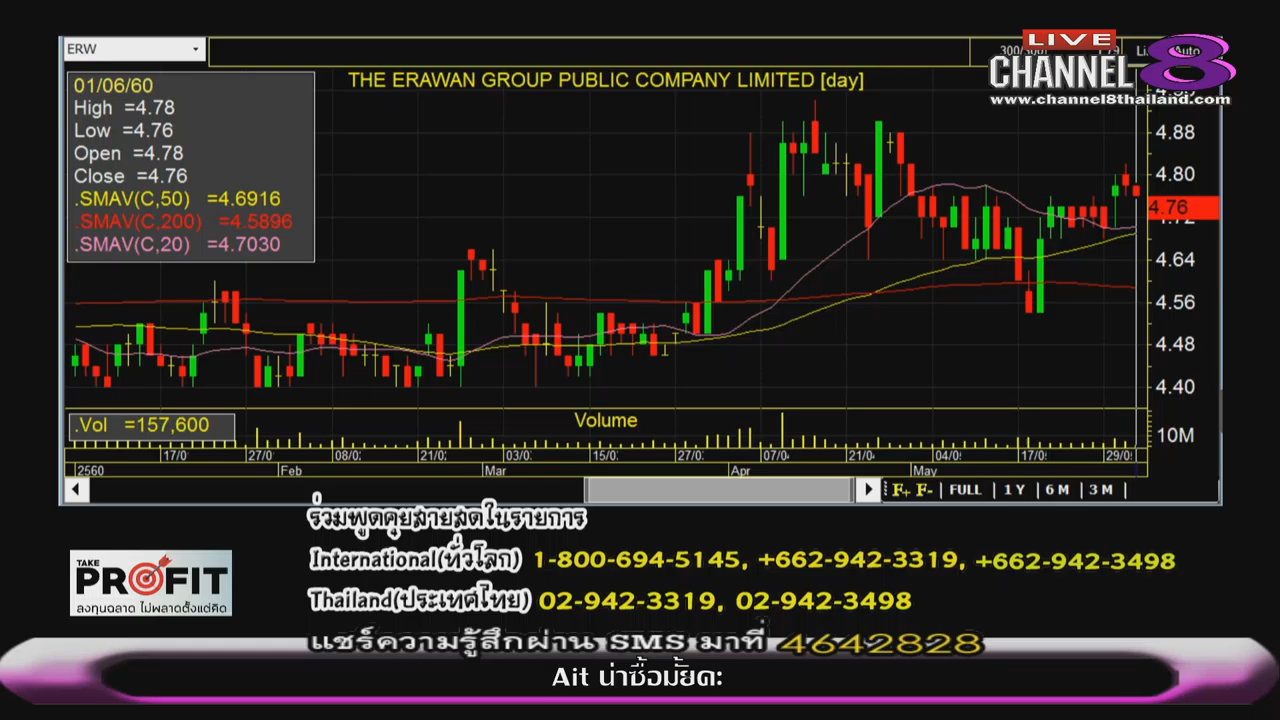 ERW
LIVE
CHANNEL 8
www.channel8thailand.com
THE ERAWAN GROUP PUBLIC COMPANY LIMITED [day]
01/06/60
High =4.78
Low =4.76
Open =4.78
Close =4.76
.SMAV(C,50) =4.6916
.SMAV(C,200) =4.5896
.SMAV(C,20) =4.7030
4.88
4.80
4.76
4.72
4.64
4.56
4.48
4.40
.Vol =157,600
Volume
10M
17/0 27/0 08/0 21/0 03/0 15/0 27/0 07/0 21/0 04/0 17/0 29/0
2560 Feb Mar Apr May
F+ F- FULL 1 Y 6 M 3 M
ร่วมพูดคุยสายสดในรายการ
International(ทั่วโลก) 1-800-694-5145, +662-942-3319, +662-942-3498
TAKE
PROFIT
ลงทุนฉลาด ไม่พลาดตั้งแต่คิด
Thailand(ประเทศไทย) 02-942-3319, 02-942-3498
แชร์ความรู้สึกผ่าน SMS มาที่ 4642828
Ait น่าซื้อมั้ยคะ